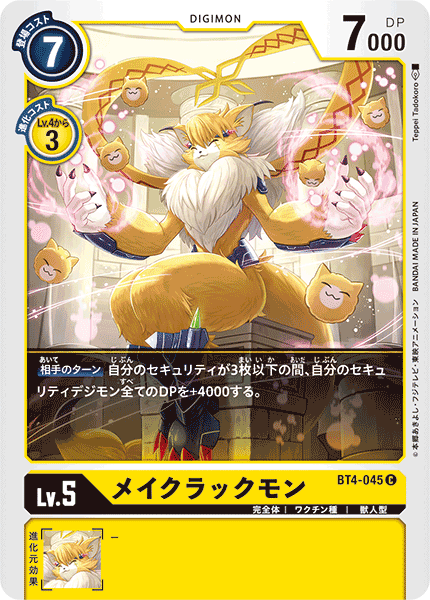 登場コスト
7
DIGIMON
7000
DP
進化コスト
Lv.4から
3
Teppei Tadokoro
BANDAI MADE IN JAPAN
©本郷あきよし・フジテレビ・東映アニメーション
相手のターン 自分のセキュリティが3枚以下の間、自分のセキュ
リティデジモン全てのDPを+4000する。
BT4-045 C
Lv.5 メイクラックモン
完全体 | ワクチン種 | 獣人型
進化元効果
ー